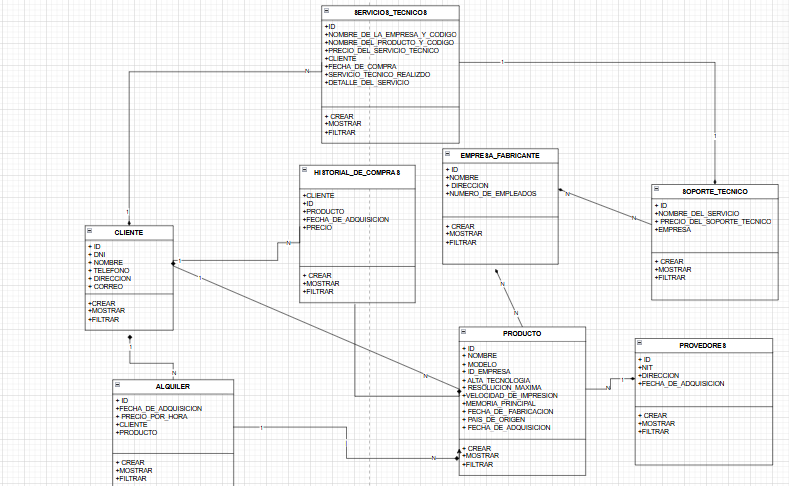 SERVICIOS_TECNICOS
+ID
+NOMBRE_DE_LA_EMPRESA Y_CODIGO
+NOMBRE_DEL_PRODUCTO_Y_CODIGO
+PRECIO_DEL_SERVICIO_TECNICO
+CLIENTE
+FECHA_DE_COMPRA
+SERVICIO_TECNICO_REALIZDO
+DETALLE_DEL_SERVICIO
+ CREAR
+MOSTRAR
+FILTRAR
N
1
1
1
EMPRESA_FABRICANTE
+ ID
+NOMBRE
+ DIRECCION
+NUMERO_DE_EMPLEADOS
+ CREAR
+MOSTRAR
+FILTRAR
N
N
SOPORTE_TECNICO
+ ID
+NOMBRE_DEL_SERVICIO
+ PRECIO_DEL_SOPORTE_TECNICO
+EMPRESA
+ CREAR
+MOSTRAR
+FILTRAR
HISTORIAL_DE_COMPRAS
+CLIENTE
+ID
+PRODUCTO
+FECHA_DE_ADQUISICION
+PRECIO
+ CREAR
+MOSTRAR
+FILTRAR
CLIENTE
+ ID
+ DNI
+ NOMBRE
+ TELEFONO
+ DIRECCION
+ CORREO
+CREAR
+MOSTRAR
+FILTRAR
1
N
1
N
N
N
PRODUCTO
+ ID
+ NOMBRE
+ MODELO
+ ID_EMPRESA
+ ALTA_TECNOLOGIA
+ RESOLUCION_MAXIMA
+VELOCIDAD_DE_IMPRESION
+MEMORIA_PRINCIPAL
+ FECHA_DE_FABRICACION
+ PAIS_DE_ORIGEN
+ FECHA_DE_ADQUISICION
+ CREAR
+MOSTRAR
+FILTRAR
N
1
PROVEDORES
+ ID
+NIT
+DIRECCION
+FECHA_DE_ADQUISICION
+ CREAR
+MOSTRAR
+FILTRAR
1
N
ALQUILER
+ ID
+FECHA_DE_ADQUISICION
+ PRECIO_POR_HORA
+CLIENTE
+PRODUCTO
+ CREAR
+MOSTRAR
+FILTRAR
1
N